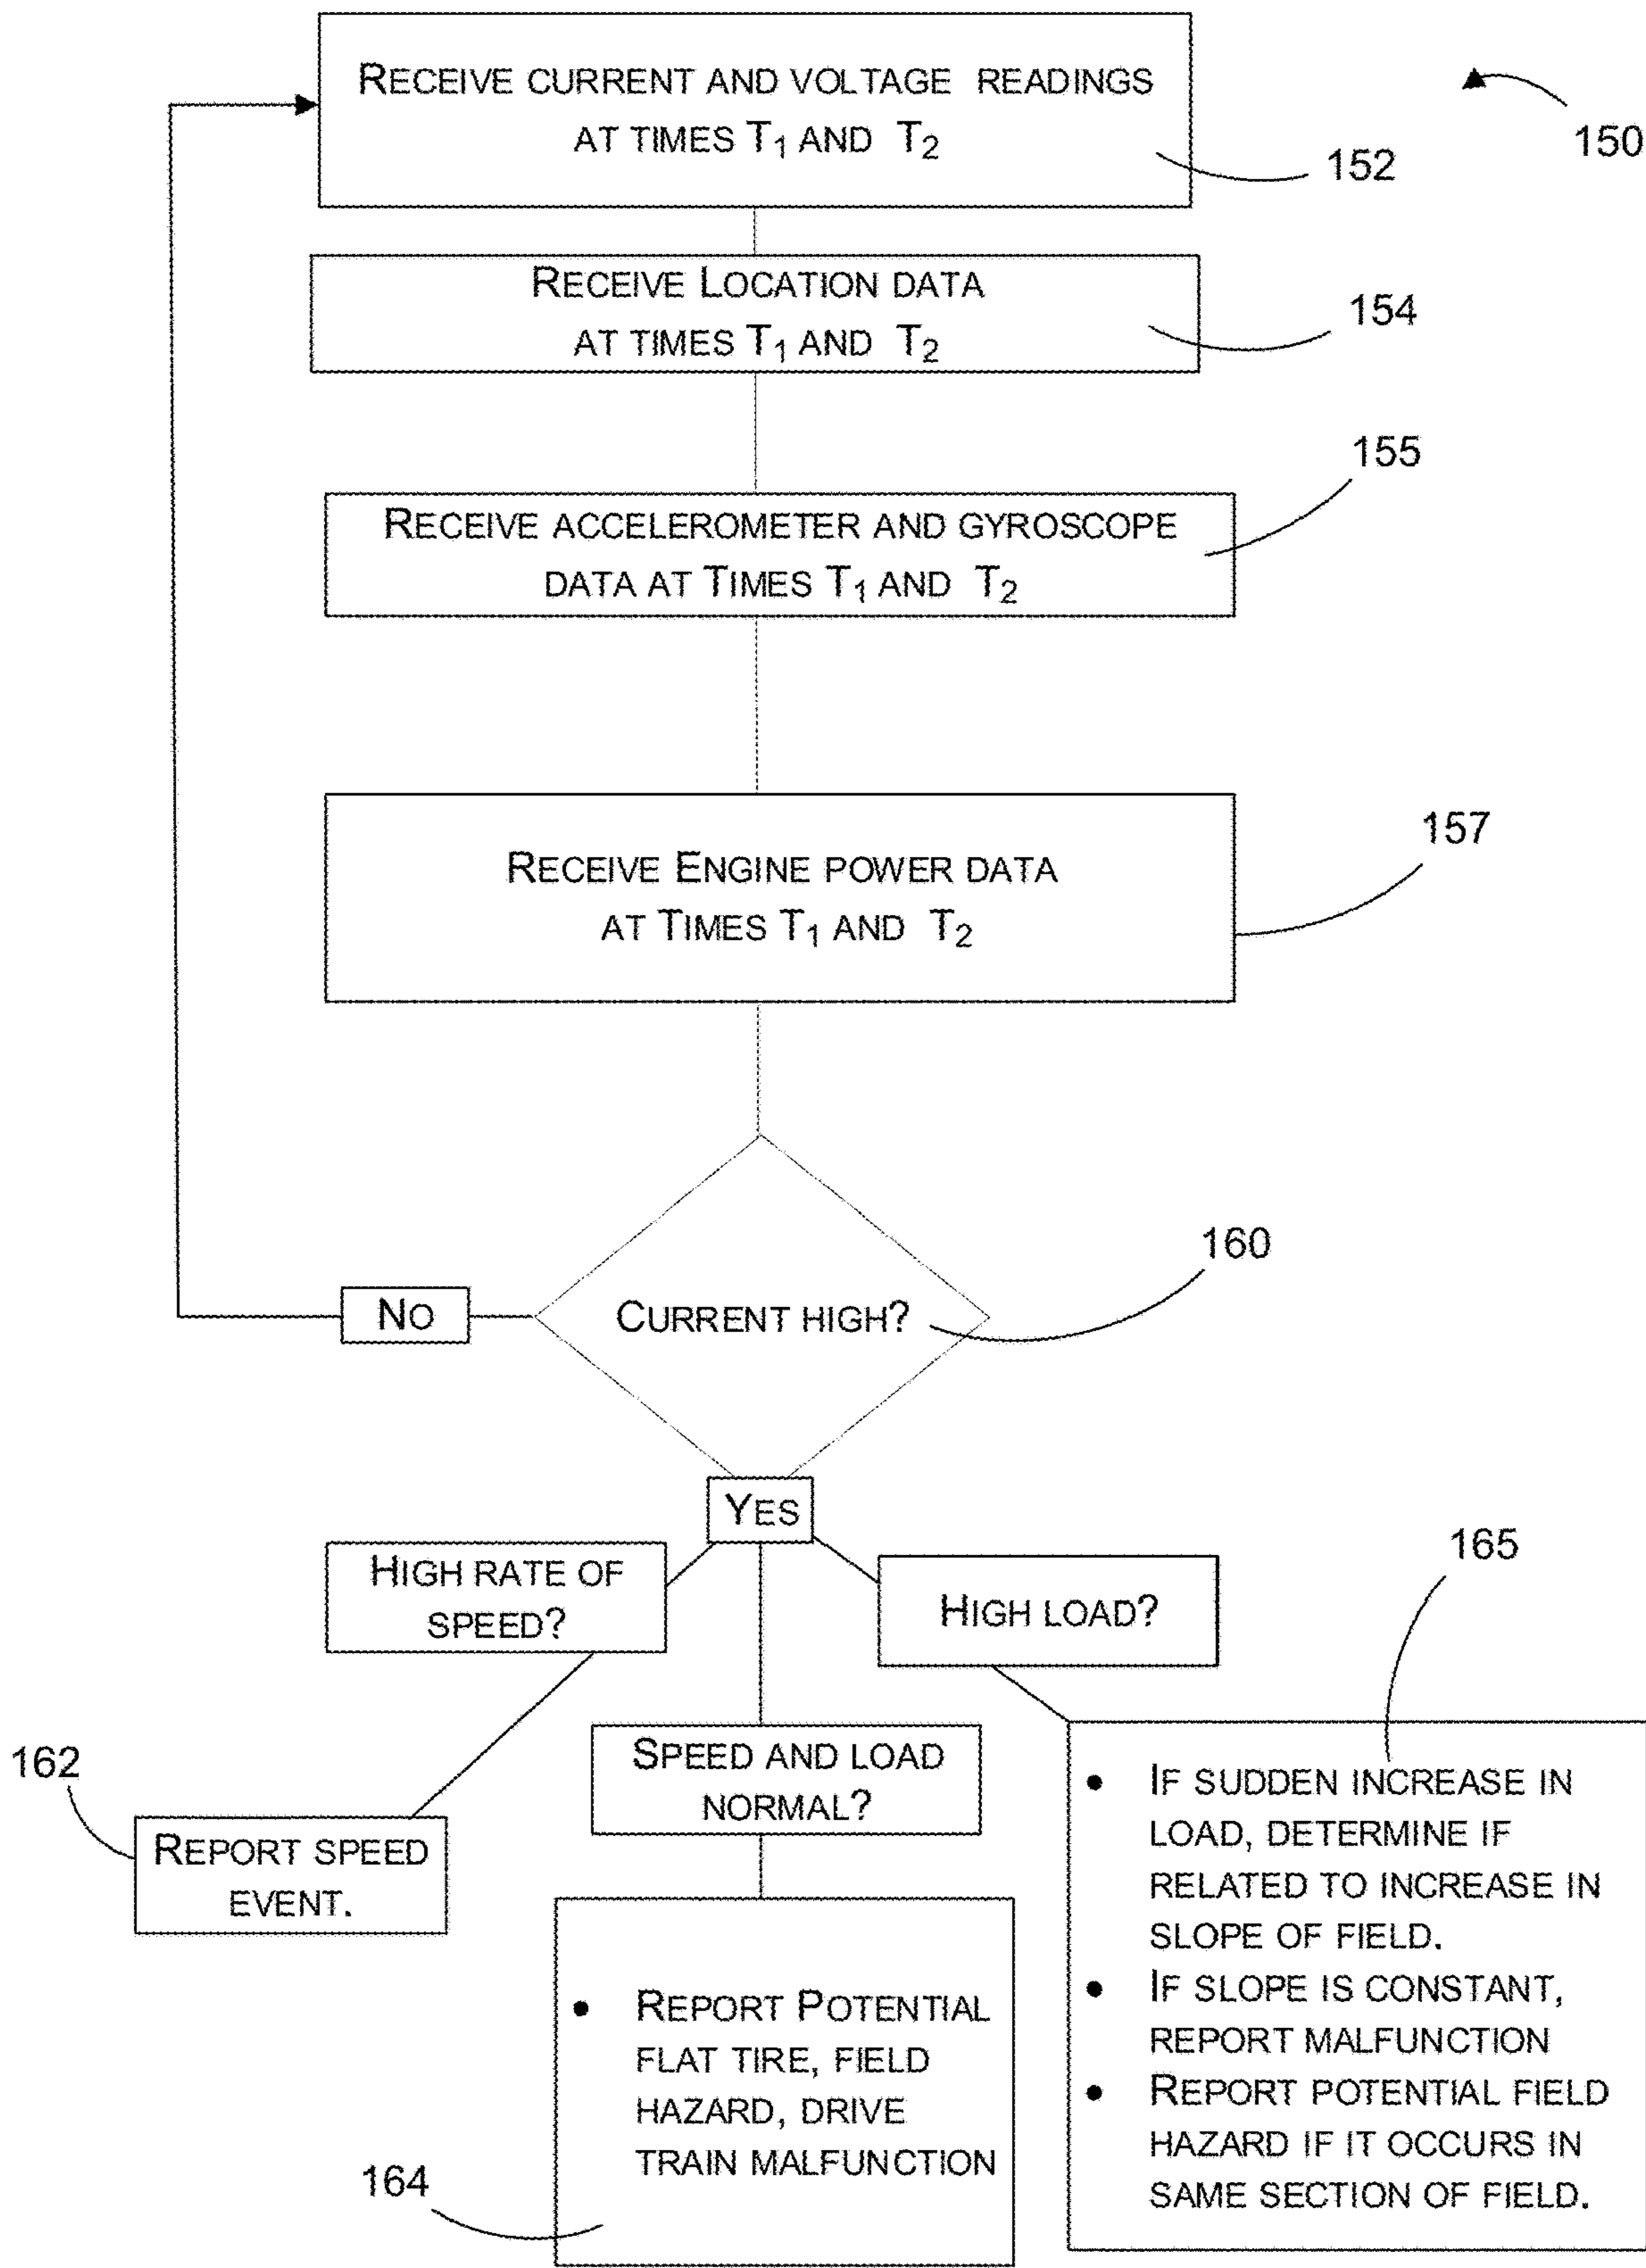 Receive current and voltage readings
at times T1 and T2
150
152
Receive Location data
at times T1 and T2
154
155
Receive accelerometer and gyroscope
data at Times T1 and T2
157
Receive Engine power data
at Times T1 and T2
160
No
Current high?
Yes
High rate of
speed?
High load?
165
162
Speed and load
normal?
Report speed
event.
• If sudden increase in
load, determine if
related to increase in
slope of field.
• If slope is constant,
report malfunction
• Report potential field
hazard if it occurs in
same section of field.
• Report Potential
flat tire, field
hazard, drive
train malfunction
164